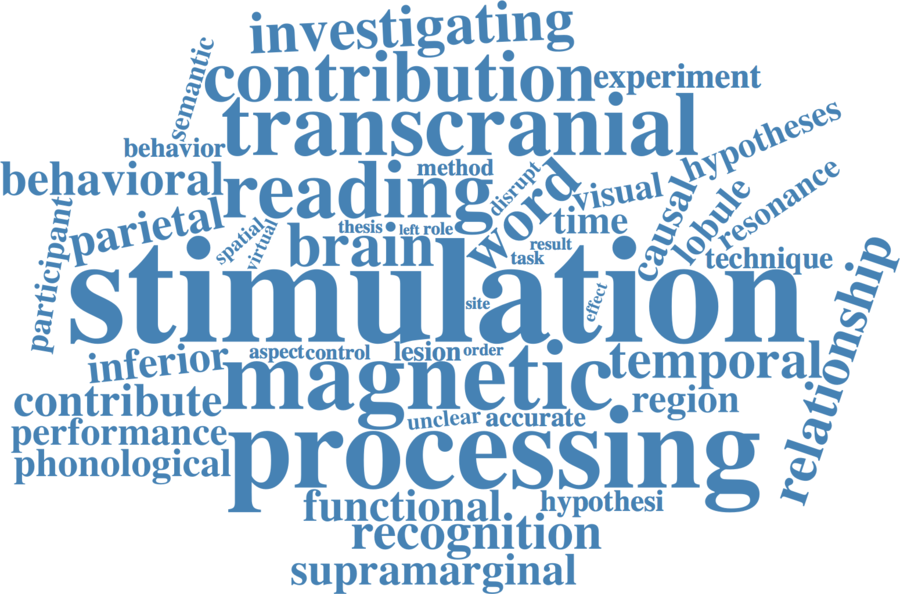 investigating
semantic
contribution
experiment
transcranial
hypotheses
behavior
method
behavioral
reading
disrupt
word
visual
causal
lobule
resonance
participant
parietal
spatial
virtual
thesis
left
role
time
brain
result
task
technique
stimulation
site
effect
relationship
inferior
aspect
control
lesion
order
magnetic
temporal
contribute
region
unclear
accurate
performance
processing
phonological
functional
hypothesi
recognition
supramarginal